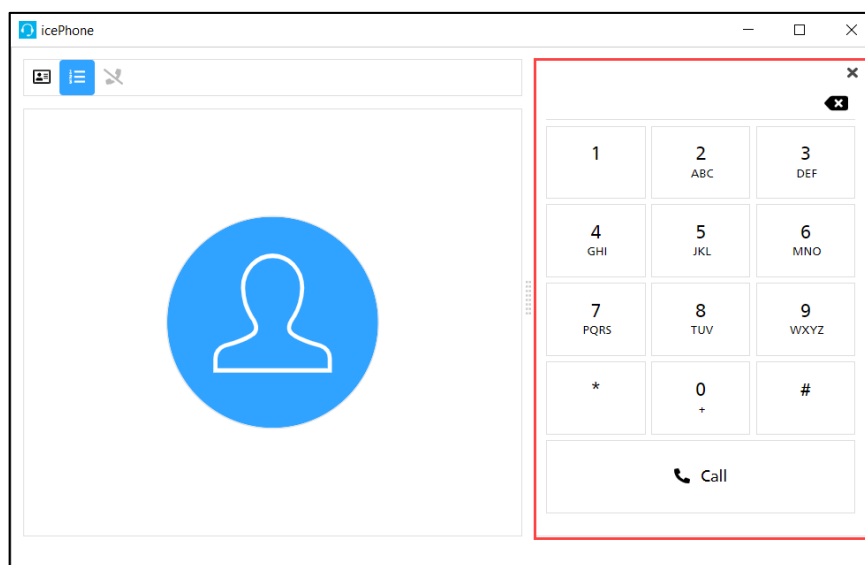 icePhone
1
2
ABC
3
DEF
4
GHI
5
JKL
6
MNO
7
PQRS
8
TUV
9
WXYZ
*
0
+
#
Call